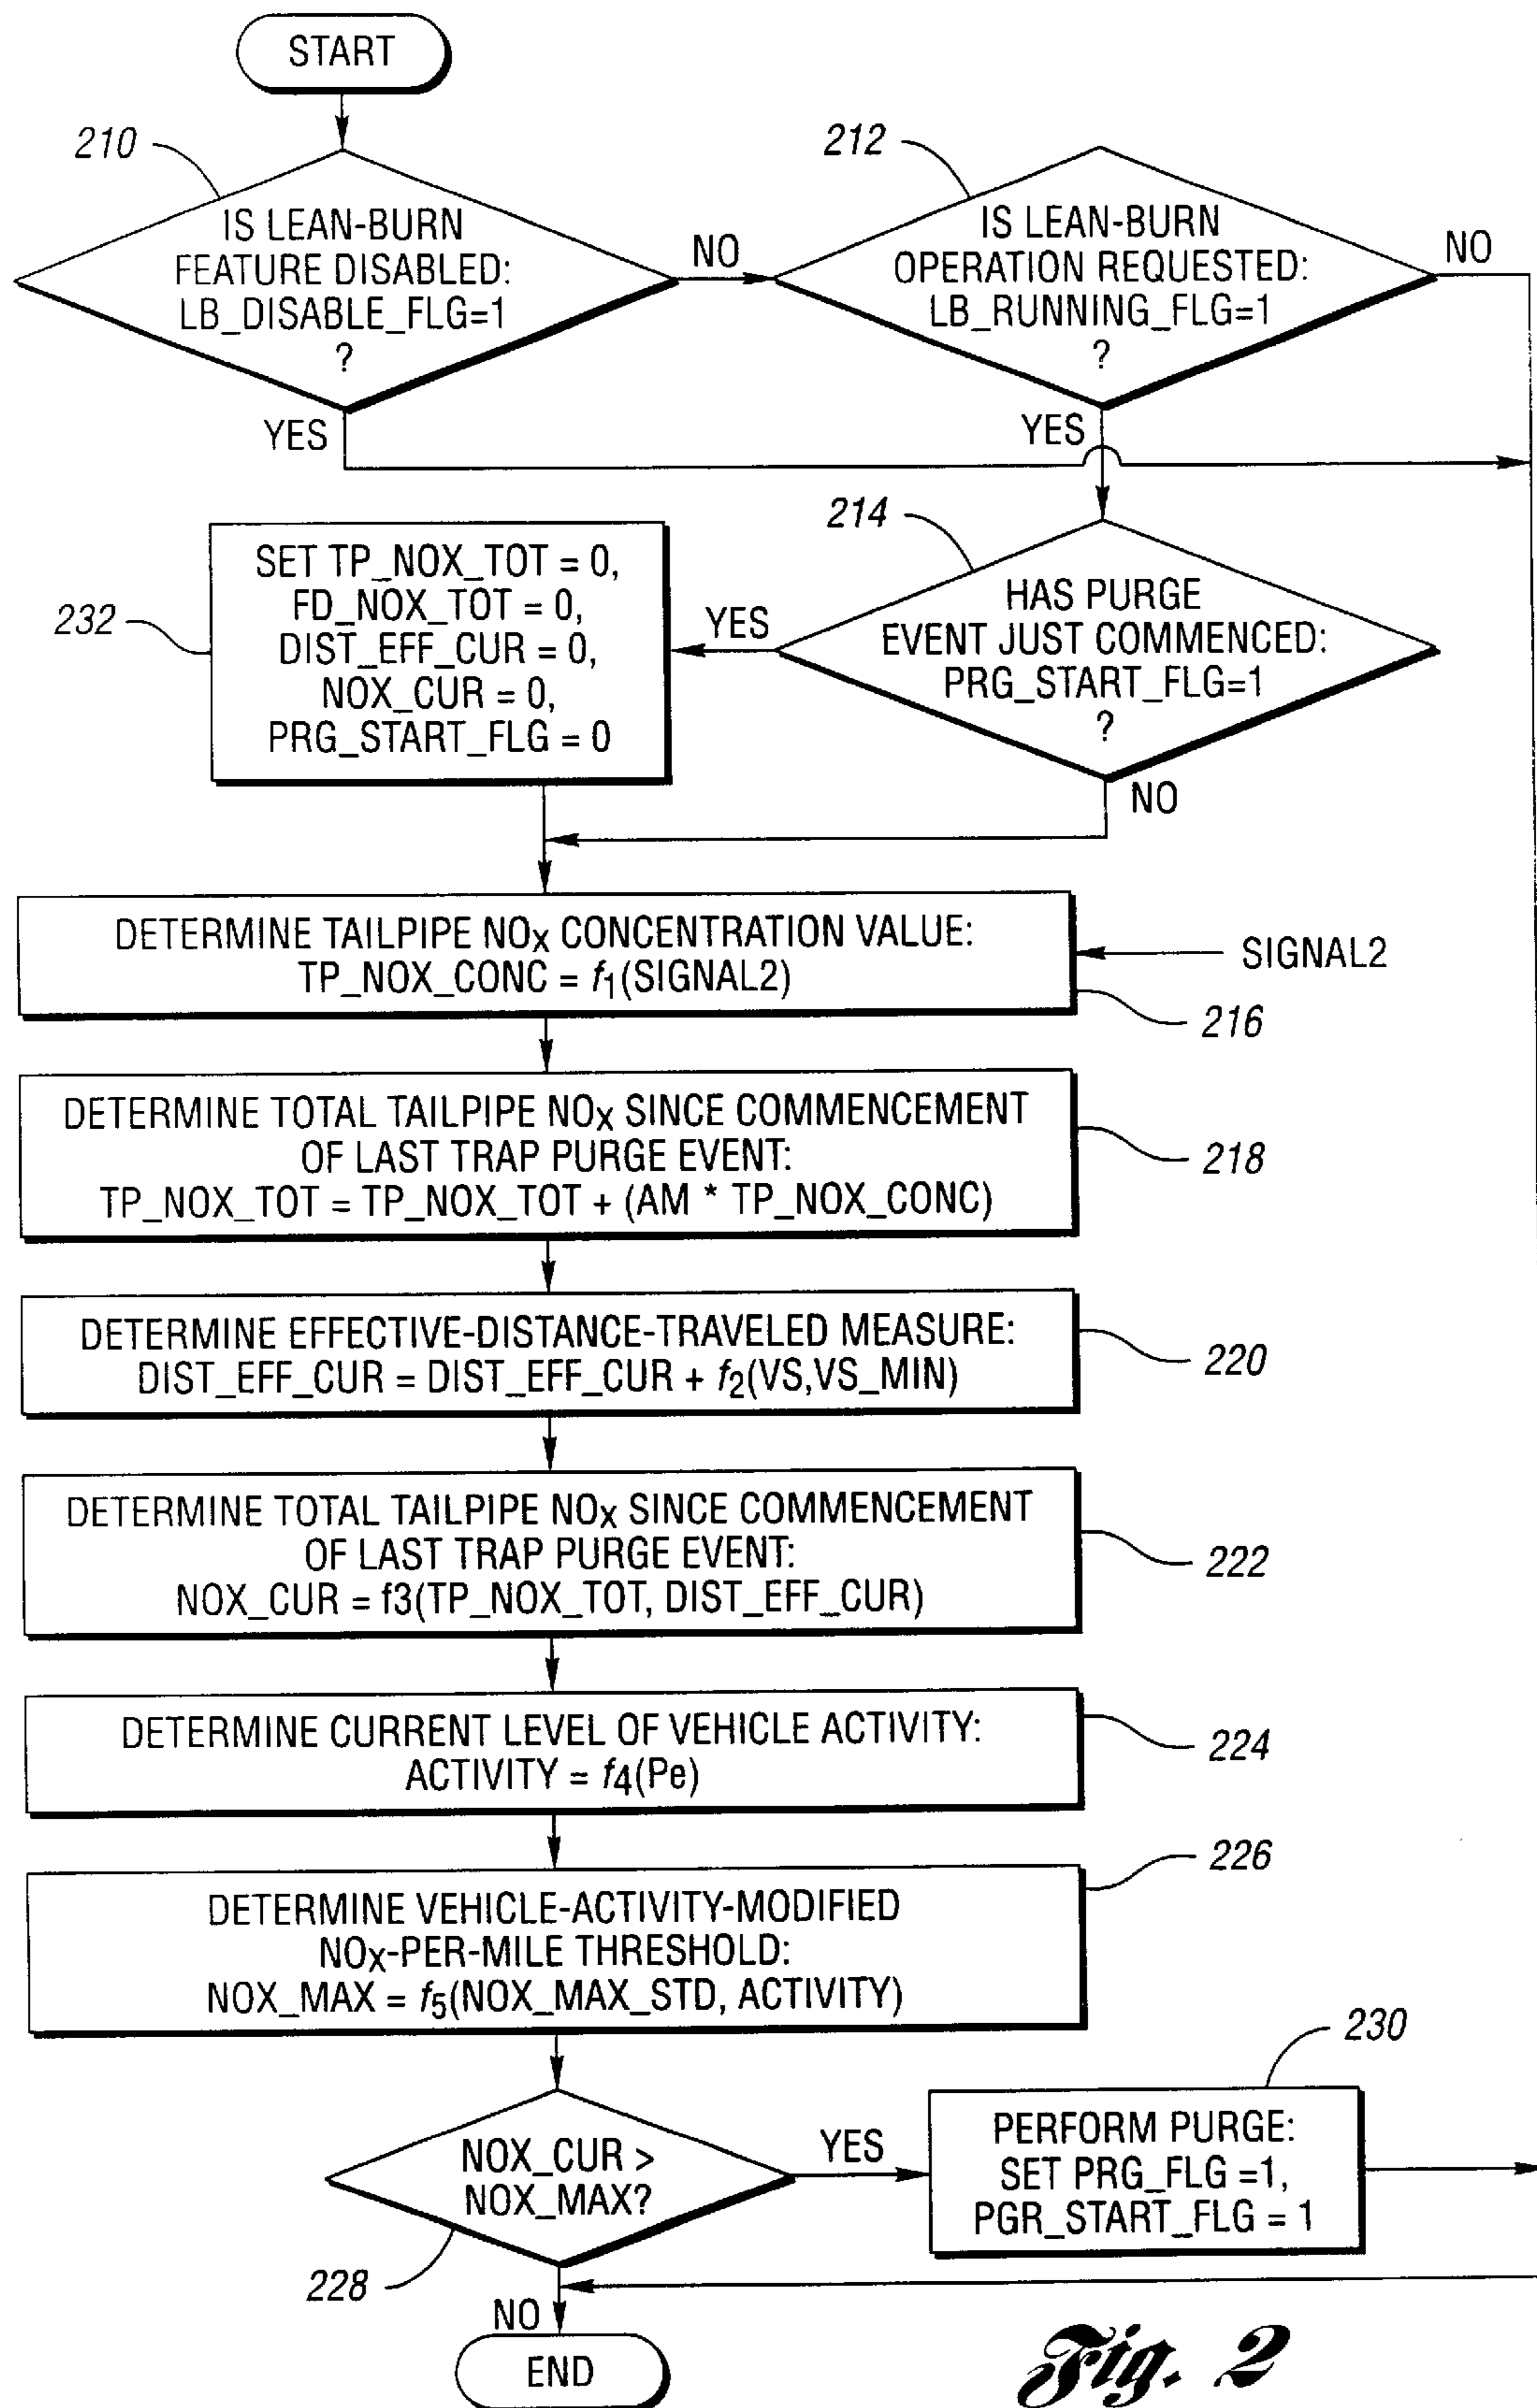 START
210
IS LEAN-BURN
FEATURE DISABLED:
LB_DISABLE_FLG=1
?
NO
YES
212
IS LEAN-BURN
OPERATION REQUESTED:
LB_RUNNING_FLG=1
?
NO
YES
214
HAS PURGE
EVENT JUST COMMENCED:
PRG_START_FLG=1
?
YES
NO
232
SET TP_NOX_TOT = 0,
FD_NOX_TOT = 0,
DIST_EFF_CUR = 0,
NOX_CUR = 0,
PRG_START_FLG = 0
DETERMINE TAILPIPE NOx CONCENTRATION VALUE:
TP_NOX_CONC = f1(SIGNAL2)
SIGNAL2
216
DETERMINE TOTAL TAILPIPE NOx SINCE COMMENCEMENT
OF LAST TRAP PURGE EVENT:
TP_NOX_TOT = TP_NOX_TOT + (AM * TP_NOX_CONC)
218
DETERMINE EFFECTIVE-DISTANCE-TRAVELED MEASURE:
DIST_EFF_CUR = DIST_EFF_CUR + f2(VS,VS_MIN)
220
DETERMINE TOTAL TAILPIPE NOx SINCE COMMENCEMENT
OF LAST TRAP PURGE EVENT:
NOX_CUR = f3(TP_NOX_TOT, DIST_EFF_CUR)
222
DETERMINE CURRENT LEVEL OF VEHICLE ACTIVITY:
ACTIVITY = f4(Pe)
224
226
DETERMINE VEHICLE-ACTIVITY-MODIFIED
NOx-PER-MILE THRESHOLD:
NOX_MAX = f5(NOX_MAX_STD, ACTIVITY)
NOX_CUR >
NOX_MAX?
228
YES
NO
230
PERFORM PURGE:
SET PRG_FLG =1,
PGR_START_FLG = 1
END
Fig. 2